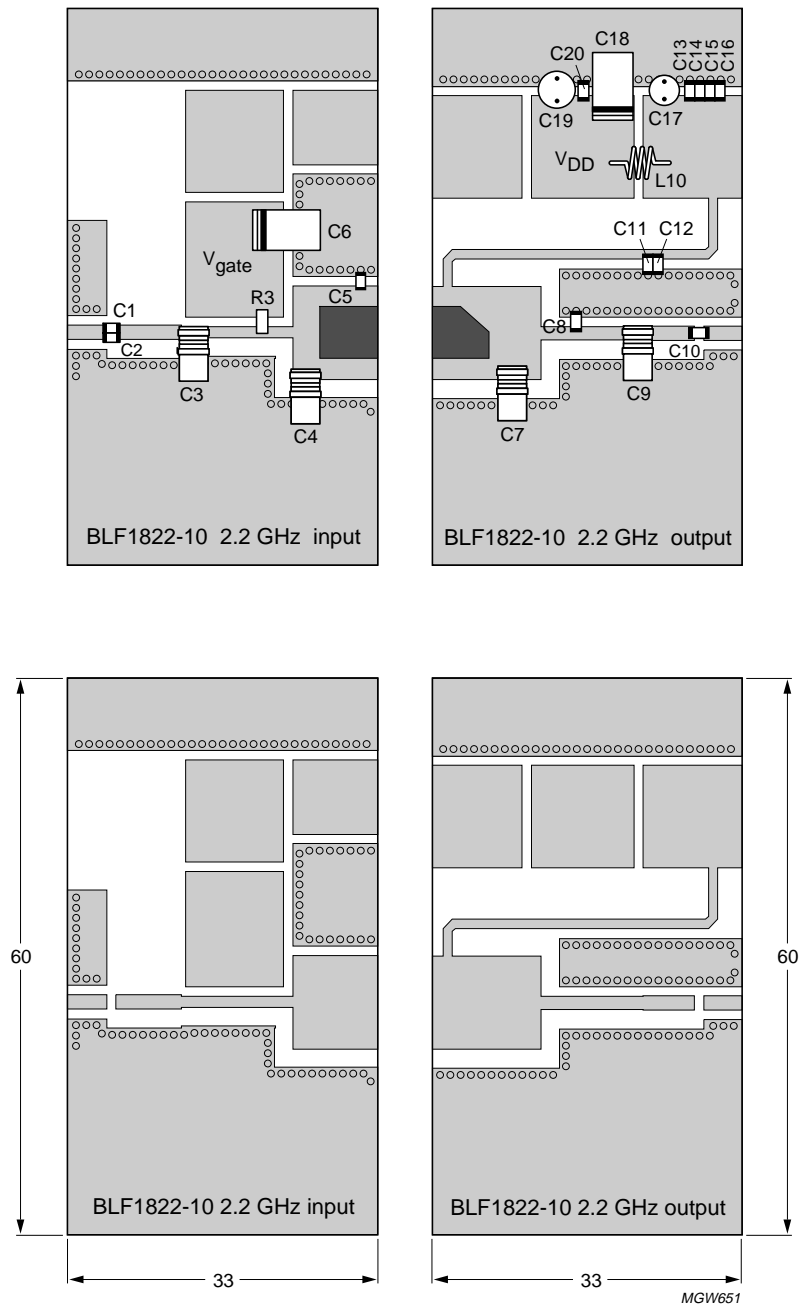 C20
C18
C13
C14
C15
C16
C19
C17
V_DD
L10
C6
V_gate
C11 C12
C5
R3
C1
C2
C8
C10
C3
C9
C4
C7
BLF1822-10 2.2 GHz input
BLF1822-10 2.2 GHz output
60
60
BLF1822-10 2.2 GHz input
BLF1822-10 2.2 GHz output
33
33
MGW651